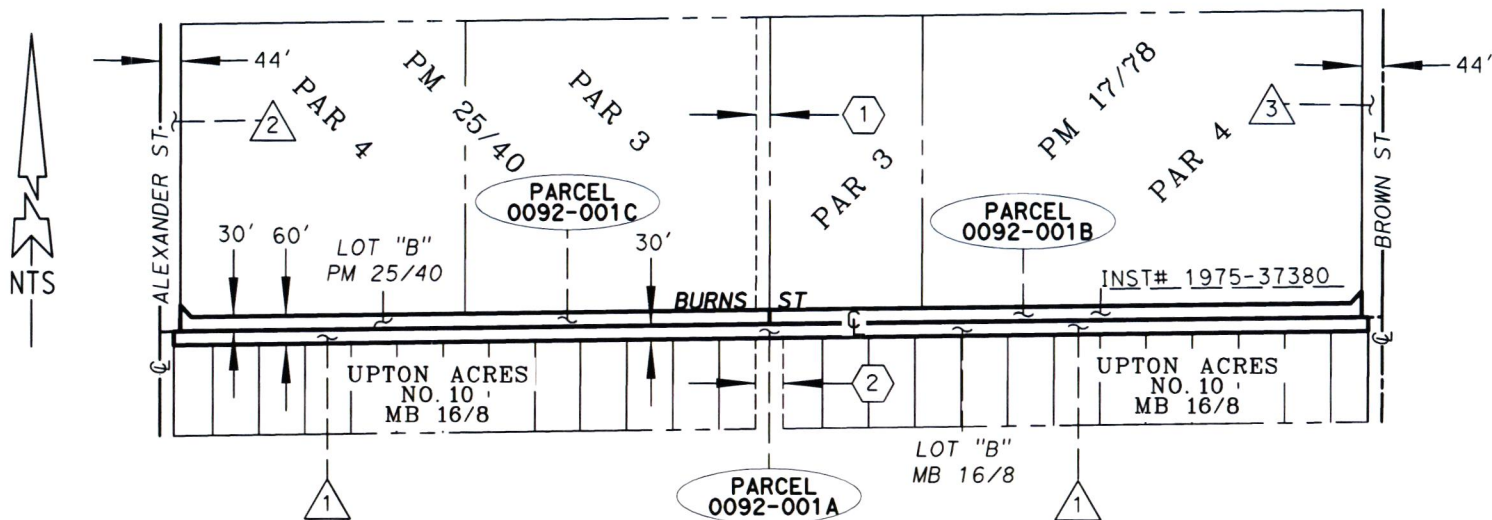 44'
44'
PAR 4
PM 25/40
PAR 3
1
PM 17/78
3
2
PAR 3
PAR 4
ALEXANDER ST.
BROWN ST
PARCEL
0092-001C
PARCEL
0092-001B
NTS
30'
60'
LOT "B"
PM 25/40
30'
INST# 1975-37380
BURNS ST
CL
CL
CL
UPTON ACRES
NO. 10
MB 16/8
2
UPTON ACRES
NO. 10
MB 16/8
LOT "B"
MB 16/8
1
PARCEL
0092-001A
1